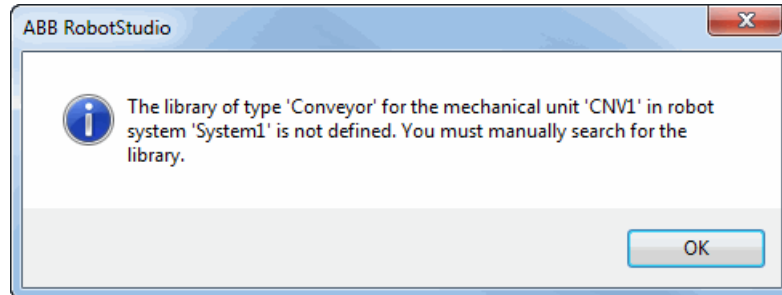 ABB RobotStudio
The library of type 'Conveyor' for the mechanical unit 'CNV1' in robot
system 'System1' is not defined. You must manually search for the
library.
OK